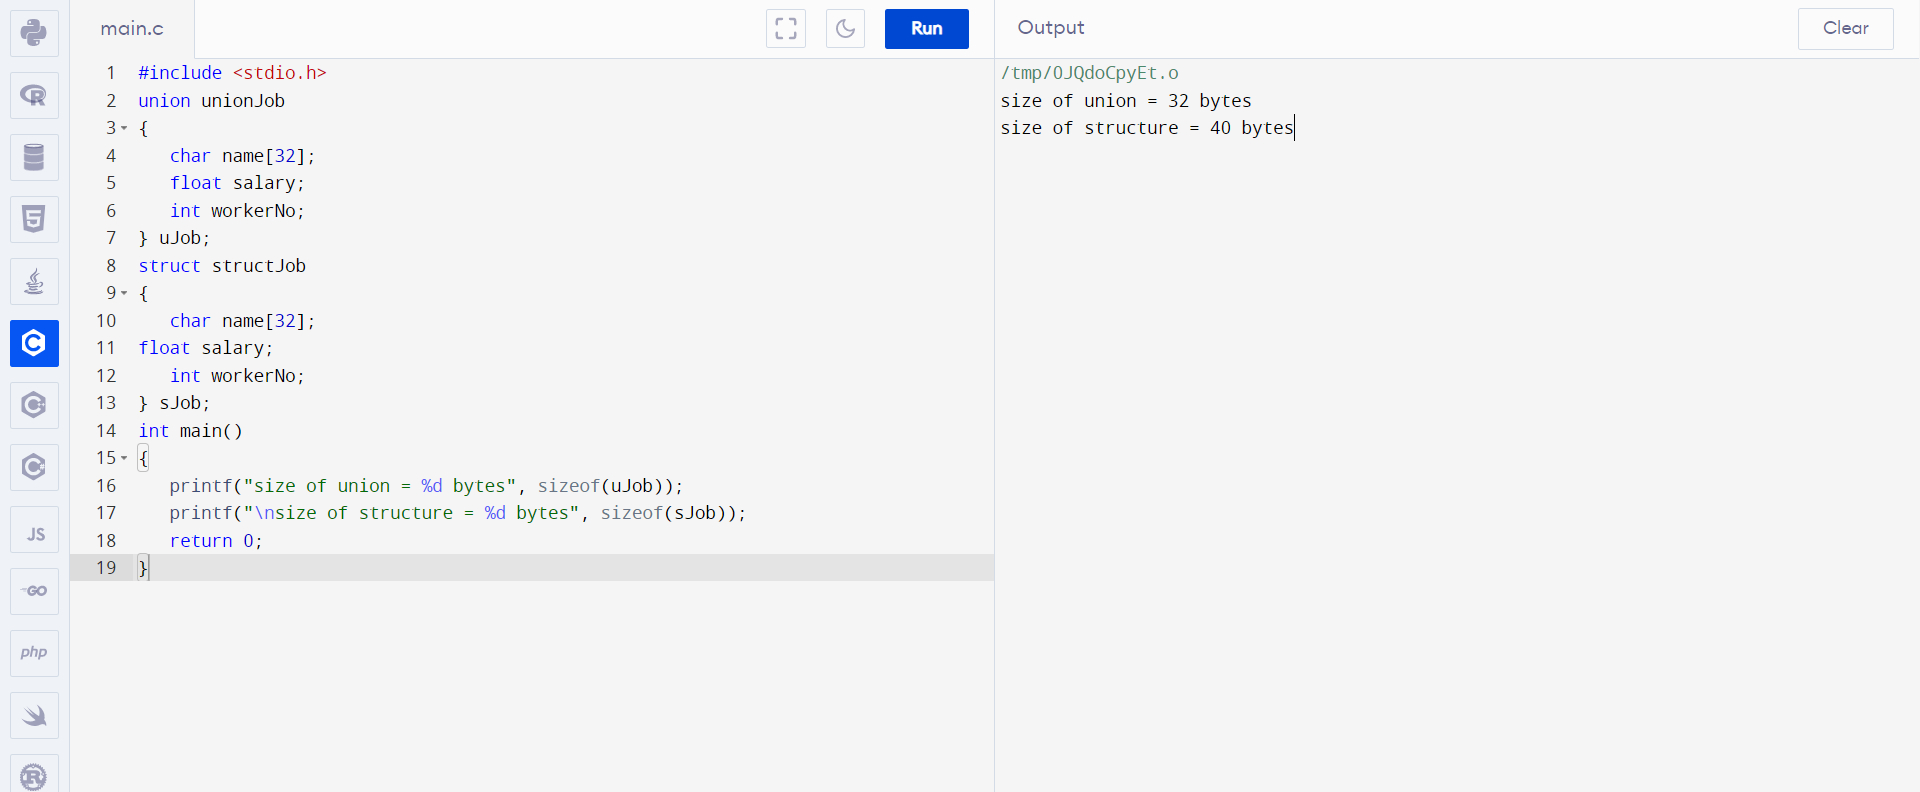 main.c
Run
Output
Clear
1 #include <stdio.h>
2 union unionJob
3 {
4    char name[32];
5    float salary;
6    int workerNo;
7 } uJob;
8 struct structJob
9 {
10    char name[32];
11 float salary;
12    int workerNo;
13 } sJob;
14 int main()
15 {
16    printf("size of union = %d bytes", sizeof(uJob));
17    printf("\nsize of structure = %d bytes", sizeof(sJob));
18    return 0;
19 }
/tmp/0JQdoCpyEt.o
size of union = 32 bytes
size of structure = 40 bytes
R
5
C
C
C
JS
GO
php
R